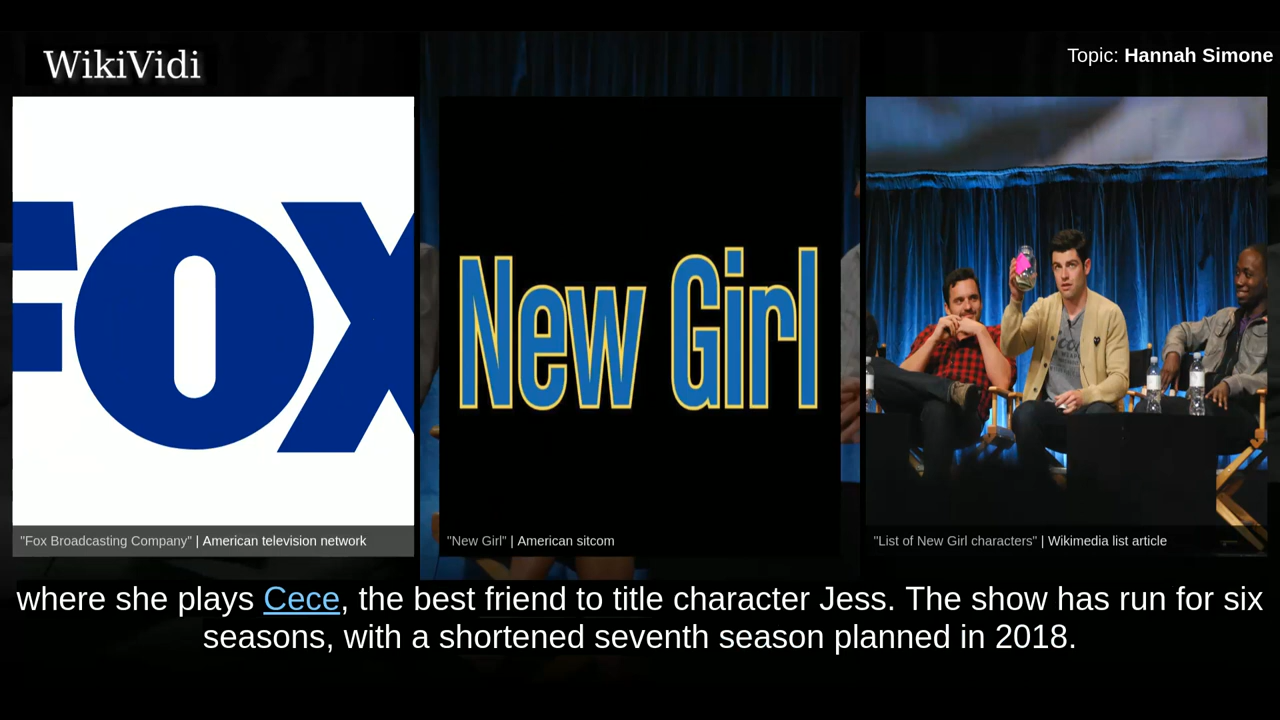 WikiVidi
Topic: Hannah Simone
FOX
New Girl
"Fox Broadcasting Company" | American television network
"New Girl" | American sitcom
"List of New Girl characters" | Wikimedia list article
where she plays Cece, the best friend to title character Jess. The show has run for six
seasons, with a shortened seventh season planned in 2018.